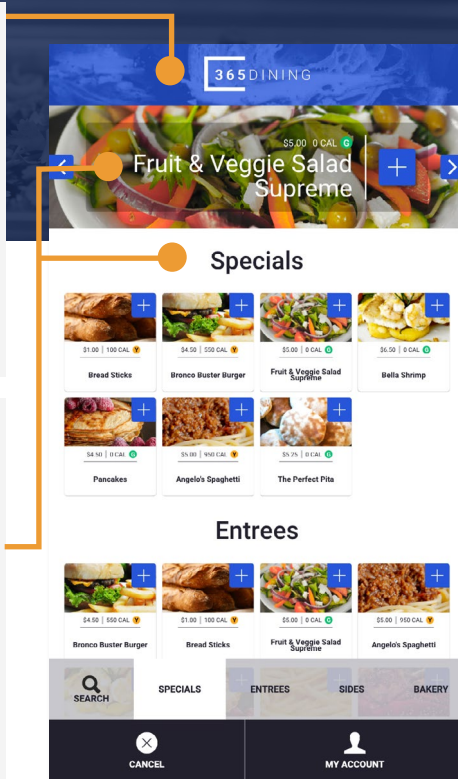 365DINING
$5.00 0 CAL G
Fruit & Veggie Salad
Supreme
Specials
$1.00 | 100 CAL Y
Bread Sticks
$4.50 | 550 CAL Y
Bronco Buster Burger
$5.00 | 0 CAL G
Fruit & Veggie Salad
Supreme
$6.50 | 0 CAL G
Bella Shrimp
$4.50 | 0 CAL G
Pancakes
$5.00 | 950 CAL Y
Angelo's Spaghetti
$5.25 | 0 CAL G
The Perfect Pita
Entrees
$4.50 | 550 CAL Y
Bronco Buster Burger
$1.00 | 100 CAL Y
Bread Sticks
$5.00 | 0 CAL G
Fruit & Veggie Salad
Supreme
$5.00 | 950 CAL Y
Angelo's Spaghetti
SEARCH
SPECIALS
ENTREES
SIDES
BAKERY
CANCEL
MY ACCOUNT